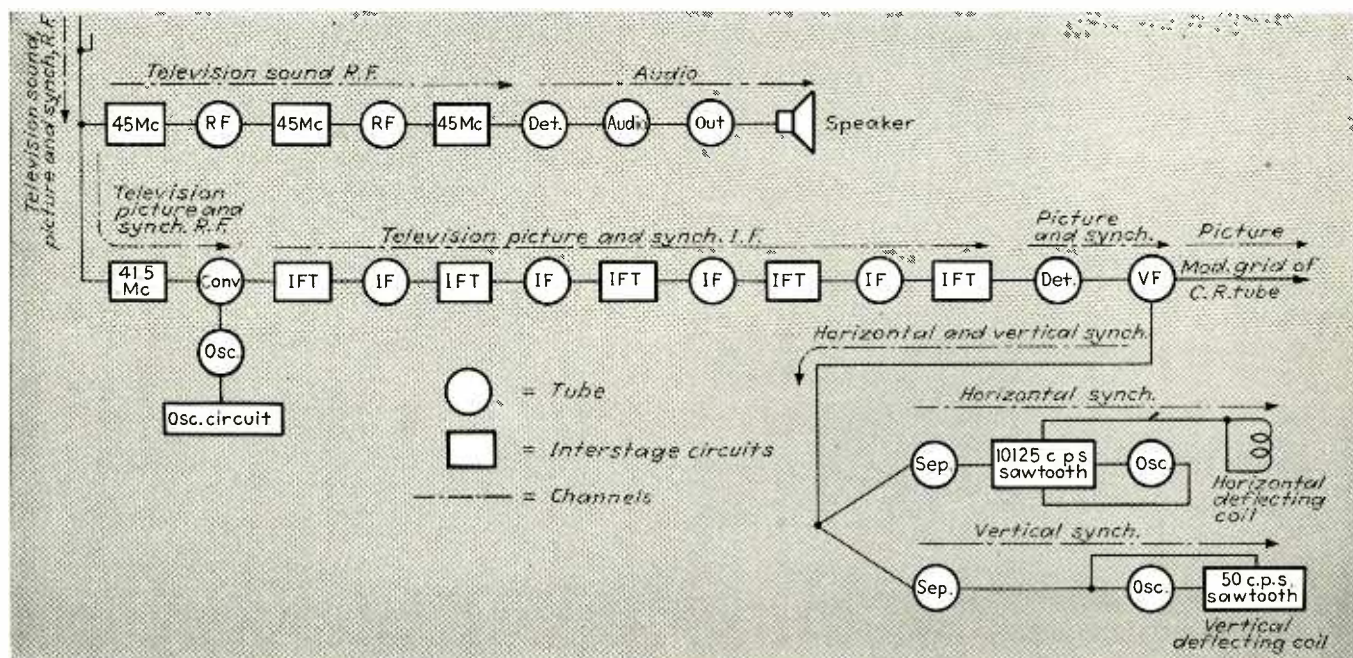 Television sound,
picture and synch, R.F.
Television sound R.F.
Audio
45Mc
RF
45Mc
RF
45Mc
Det.
Audio
Out
Speaker
Television
picture and
synch. R.F.
Television picture and synch. I.F.
Picture
and synch.
Picture
41 5
Mc
Conv
IFT
IF
IFT
IF
IFT
IF
IFT
IF
IFT
Det.
VF
Mod. grid of
C.R. tube
Osc.
Osc. circuit
Horizontal and vertical synch.
= Tube
= Interstage circuits
= Channels
Horizontal synch.
Sep.
10125 c p s
sawtooth
Osc
Horizontal
deflecting
coil
Vertical synch.
Sep.
Osc.
50 c.p.s.
sawtooth
Vertical
deflecting coil